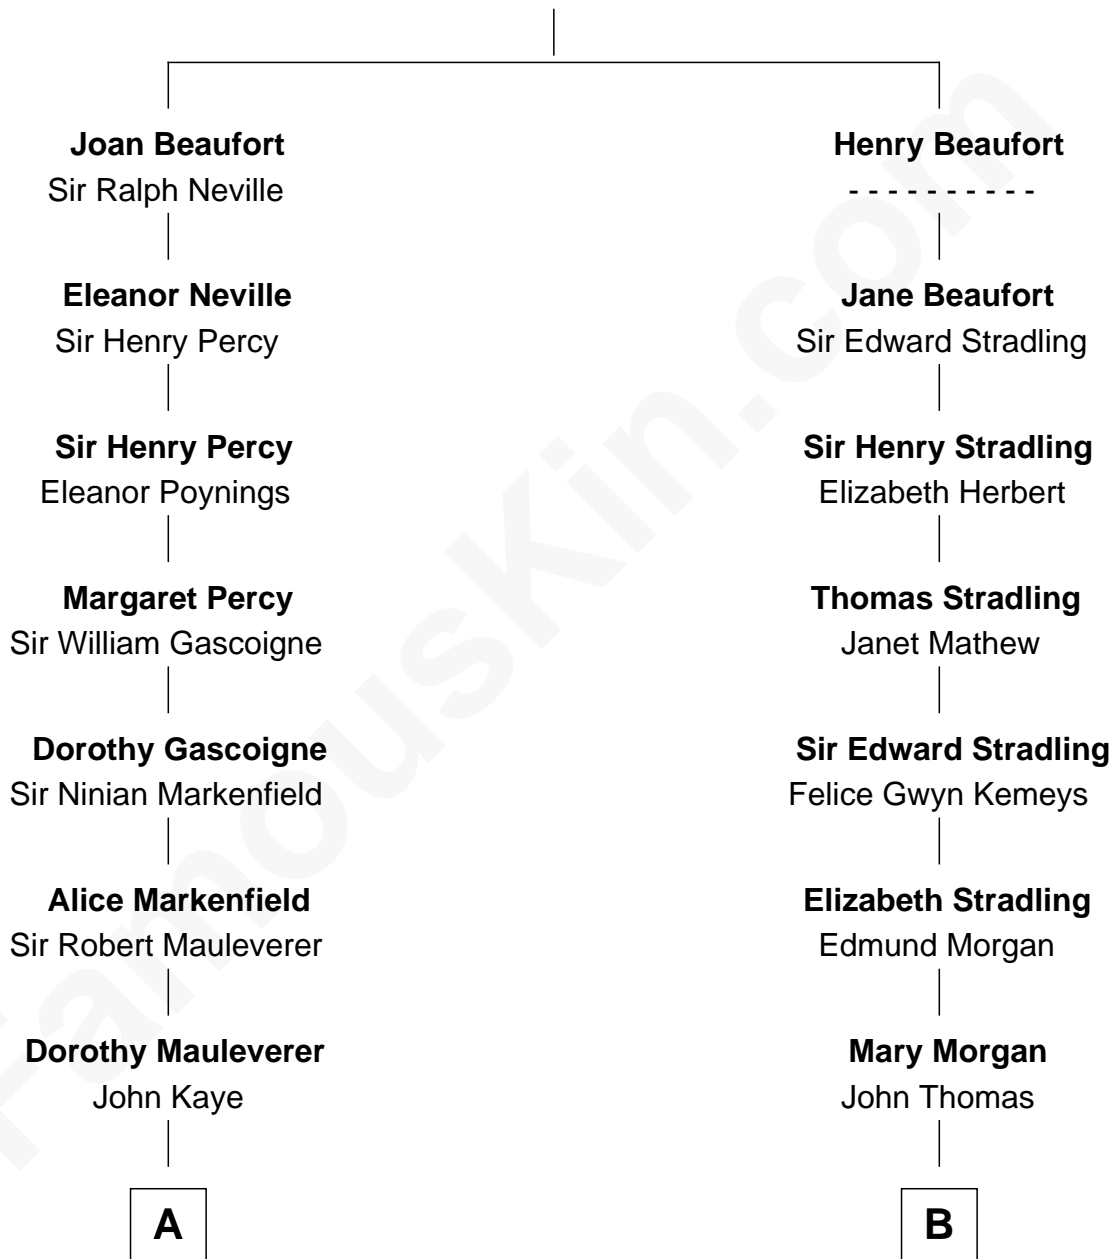 Joan Beaufort
Sir Ralph Neville
Henry Beaufort
- - - - - - - - - -
Eleanor Neville
Sir Henry Percy
Jane Beaufort
Sir Edward Stradling
Sir Henry Percy
Eleanor Poynings
Sir Henry Stradling
Elizabeth Herbert
Margaret Percy
Sir William Gascoigne
Thomas Stradling
Janet Mathew
Dorothy Gascoigne
Sir Ninian Markenfield
Sir Edward Stradling
Felice Gwyn Kemeys
Alice Markenfield
Sir Robert Mauleverer
Elizabeth Stradling
Edmund Morgan
Dorothy Mauleverer
John Kaye
Mary Morgan
John Thomas
A
B
FamousKin.com